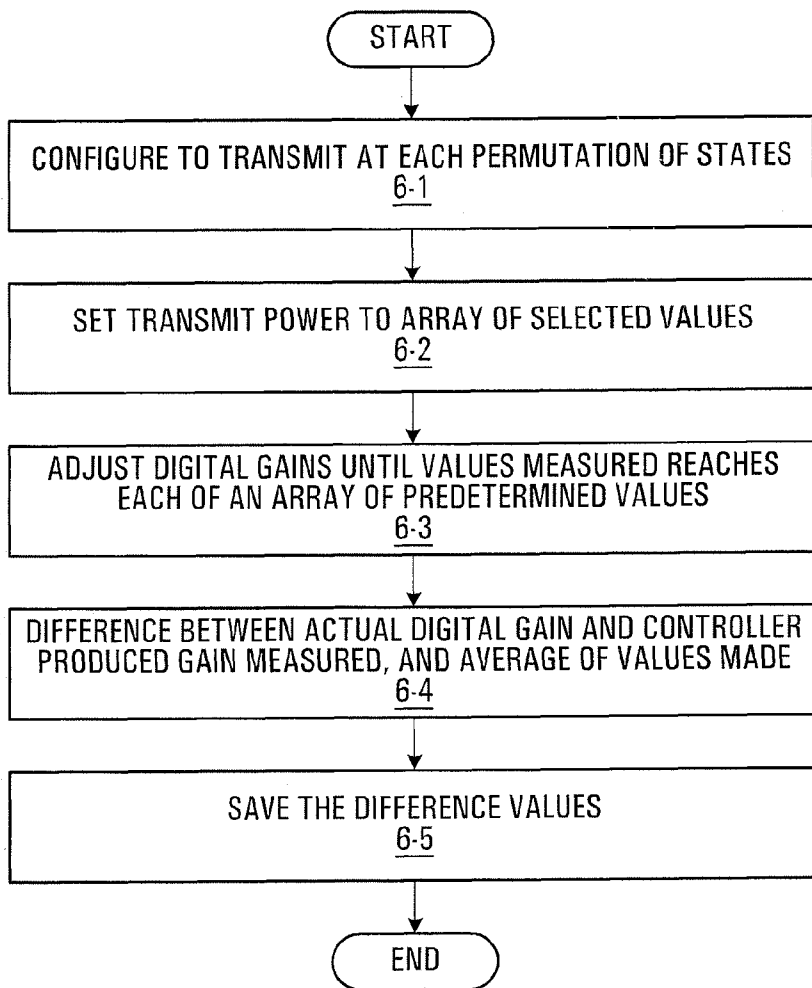 START
CONFIGURE TO TRANSMIT AT EACH PERMUTATION OF STATES
6-1
SET TRANSMIT POWER TO ARRAY OF SELECTED VALUES
6-2
ADJUST DIGITAL GAINS UNTIL VALUES MEASURED REACHES
EACH OF AN ARRAY OF PREDETERMINED VALUES
6-3
DIFFERENCE BETWEEN ACTUAL DIGITAL GAIN AND CONTROLLER
PRODUCED GAIN MEASURED, AND AVERAGE OF VALUES MADE
6-4
SAVE THE DIFFERENCE VALUES
6-5
END